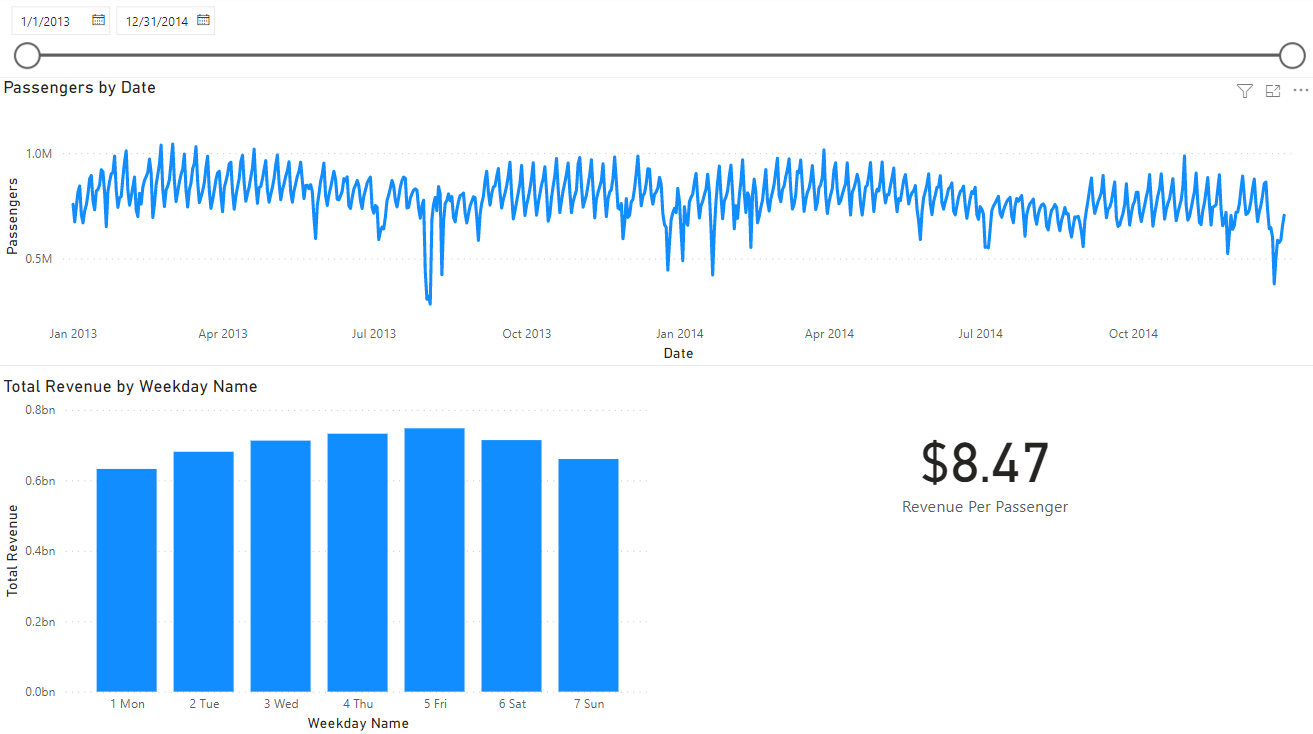 1/1/2013 12/31/2014
Passengers by Date
1.0M
0.5M
Passengers
Jan 2013 Apr 2013 Jul 2013 Oct 2013 Jan 2014 Apr 2014 Jul 2014 Oct 2014
Date
Total Revenue by Weekday Name
0.8bn
0.6bn
0.4bn
0.2bn
0.0bn
Total Revenue
1 Mon 2 Tue 3 Wed 4 Thu 5 Fri 6 Sat 7 Sun
Weekday Name
$8.47
Revenue Per Passenger